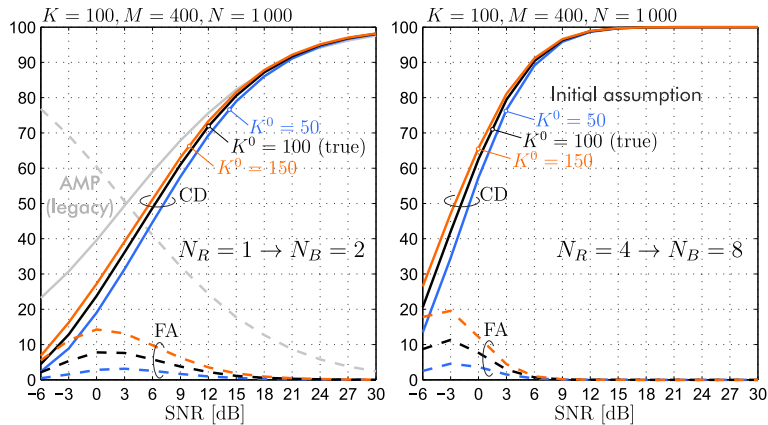 K = 100, M = 400, N = 1 000
100
90
80
70
60
50
40
30
20
10
0
K⁰ = 50
K⁰ = 100 (true)
K⁰ = 150
AMP
(legacy)
CD
N_R = 1 → N_B = 2
FA
−6 −3 0 3 6 9 12 15 18 21 24 27 30
SNR [dB]
K = 100, M = 400, N = 1 000
100
90
80
70
60
50
40
30
20
10
0
Initial assumption
K⁰ = 50
K⁰ = 100 (true)
K⁰ = 150
CD
N_R = 4 → N_B = 8
FA
−6 −3 0 3 6 9 12 15 18 21 24 27 30
SNR [dB]